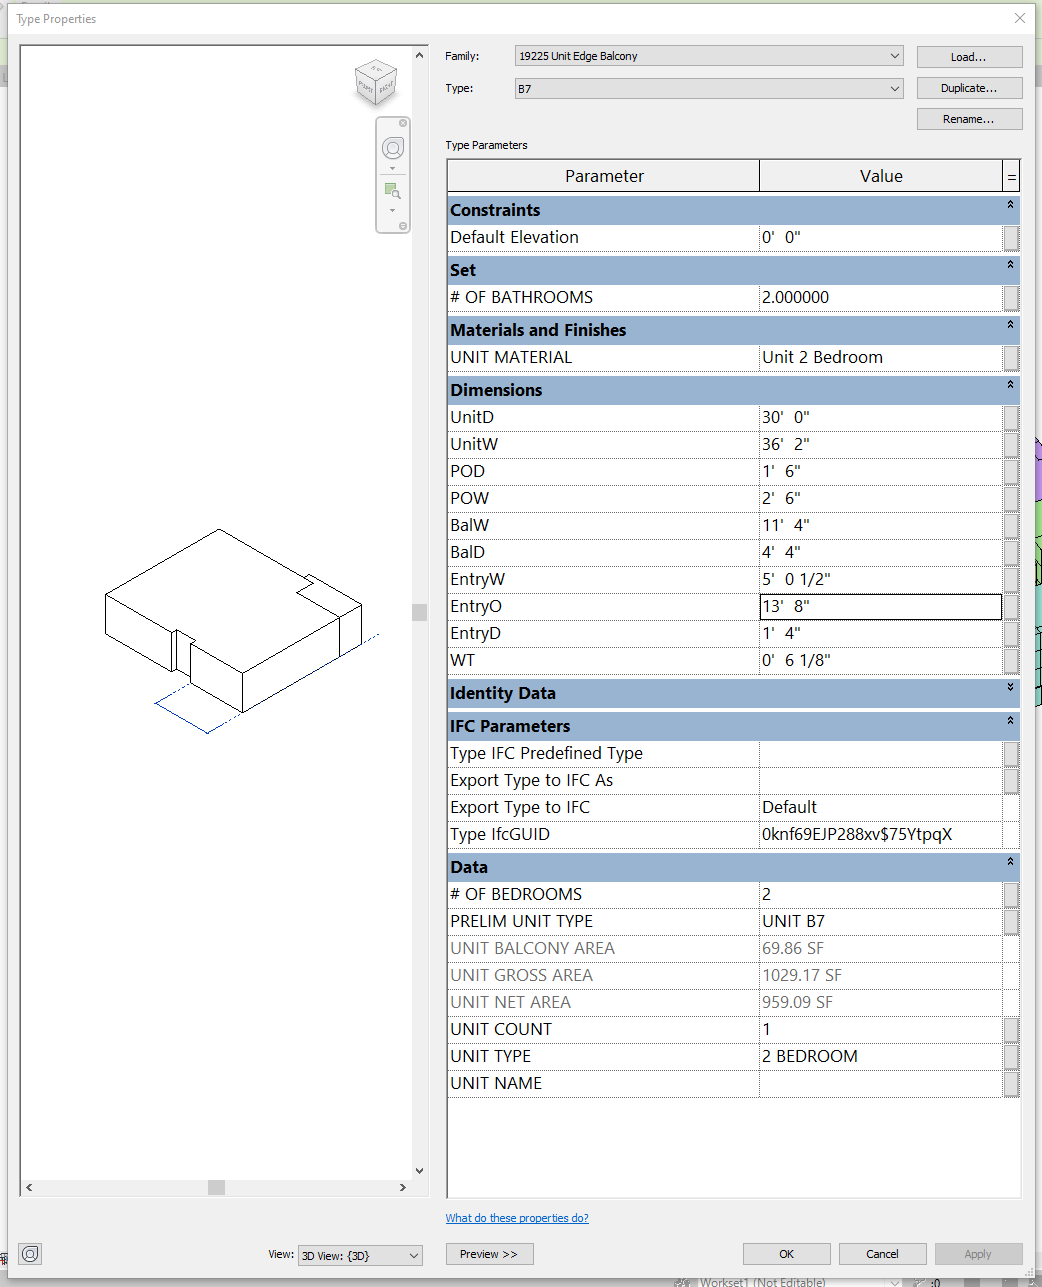 Type Properties
Family: 19225 Unit Edge Balcony Load...
Type: B7 Duplicate...
Rename...
Type Parameters
Parameter Value =
Constraints
Default Elevation 0' 0"
Set
# OF BATHROOMS 2.000000
Materials and Finishes
UNIT MATERIAL Unit 2 Bedroom
Dimensions
UnitD 30' 0"
UnitW 36' 2"
POD 1' 6"
POW 2' 6"
BalW 11' 4"
BalD 4' 4"
EntryW 5' 0 1/2"
EntryO 13' 8"
EntryD 1' 4"
WT 0' 6 1/8"
Identity Data
IFC Parameters
Type IFC Predefined Type
Export Type to IFC As
Export Type to IFC Default
Type IfcGUID 0knf69EJP288xv$75YtpqX
Data
# OF BEDROOMS 2
PRELIM UNIT TYPE UNIT B7
UNIT BALCONY AREA 69.86 SF
UNIT GROSS AREA 1029.17 SF
UNIT NET AREA 959.09 SF
UNIT COUNT 1
UNIT TYPE 2 BEDROOM
UNIT NAME
What do these properties do?
View: 3D View: {3D} Preview >> OK Cancel Apply
Workset1 (Not Editable) :0